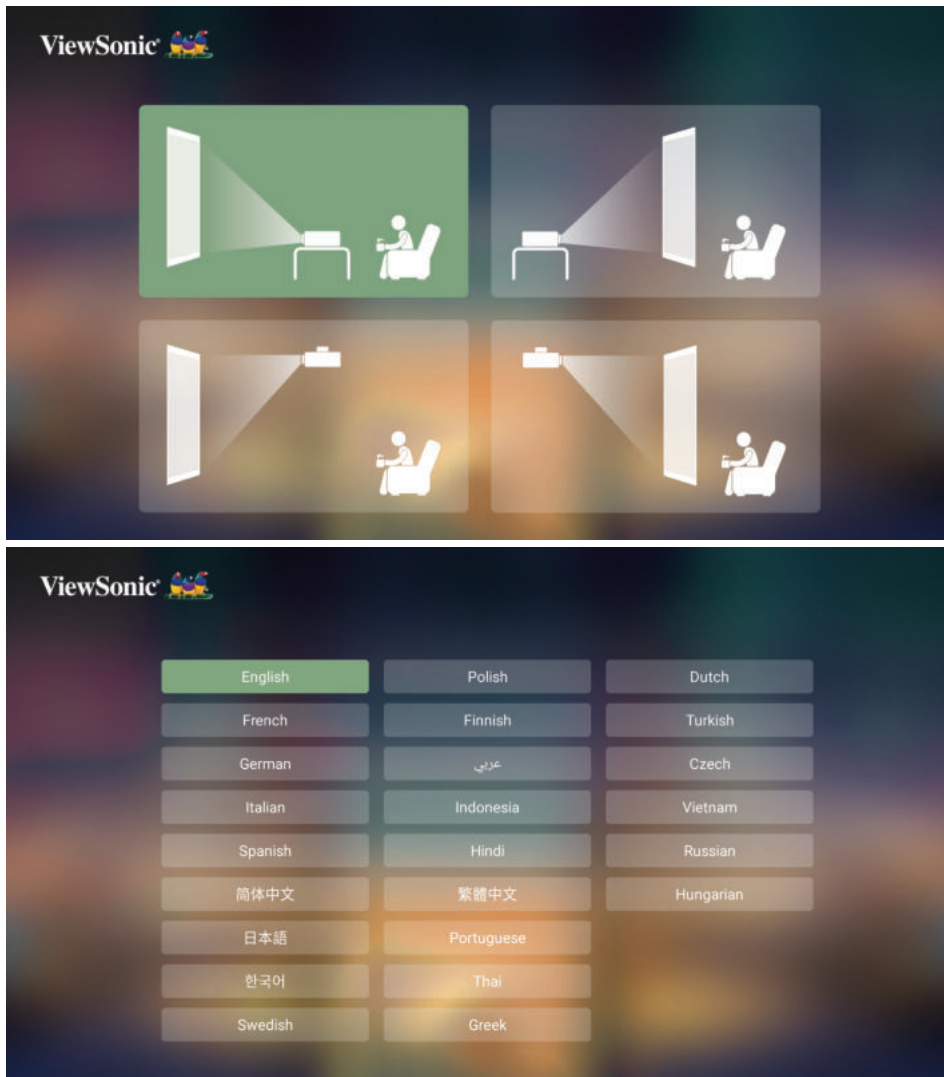 ViewSonic®
ViewSonic®
English Polish Dutch
French Finnish Turkish
German عربي Czech
Italian Indonesia Vietnam
Spanish Hindi Russian
简体中文 繁體中文 Hungarian
日本語 Portuguese
한국어 Thai
Swedish Greek